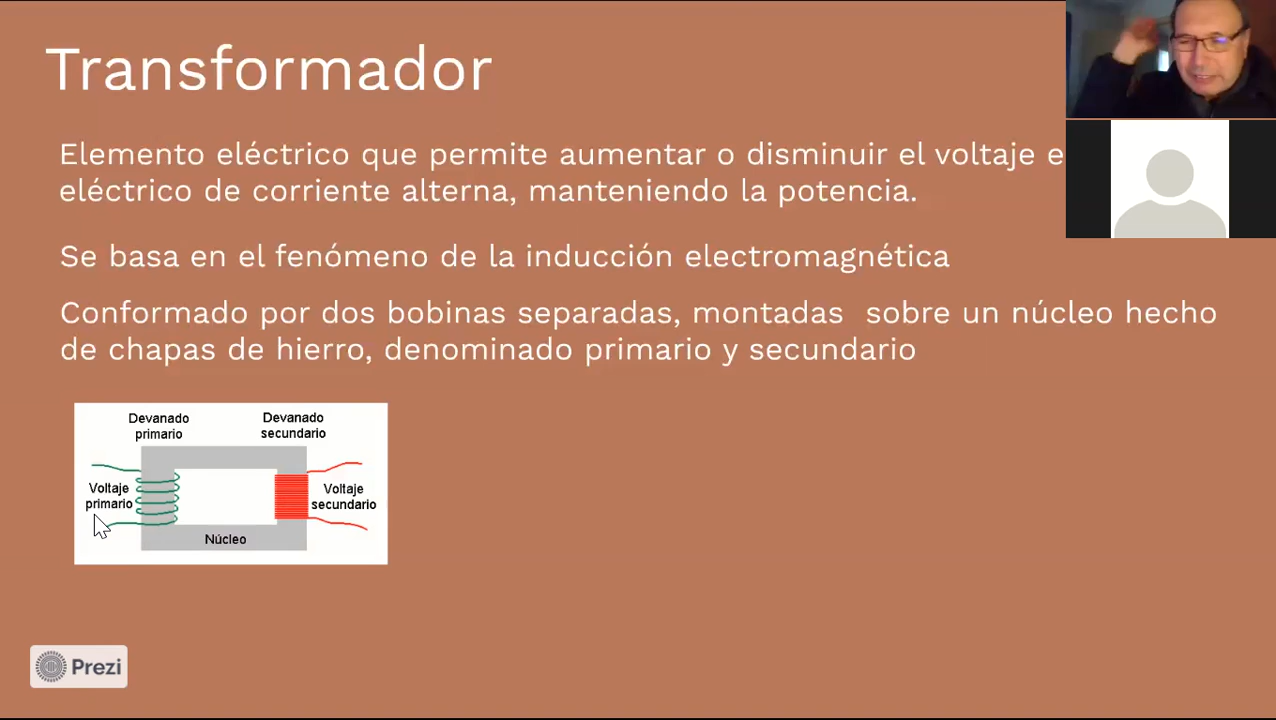 Transformador
Elemento eléctrico que permite aumentar o disminuir el voltaje e
eléctrico de corriente alterna, manteniendo la potencia.
Se basa en el fenómeno de la inducción electromagnética
Conformado por dos bobinas separadas, montadas  sobre un núcleo hecho
de chapas de hierro, denominado primario y secundario
Devanado
primario
Devanado
secundario
Voltaje
primario
Voltaje
secundario
Núcleo
Prezi